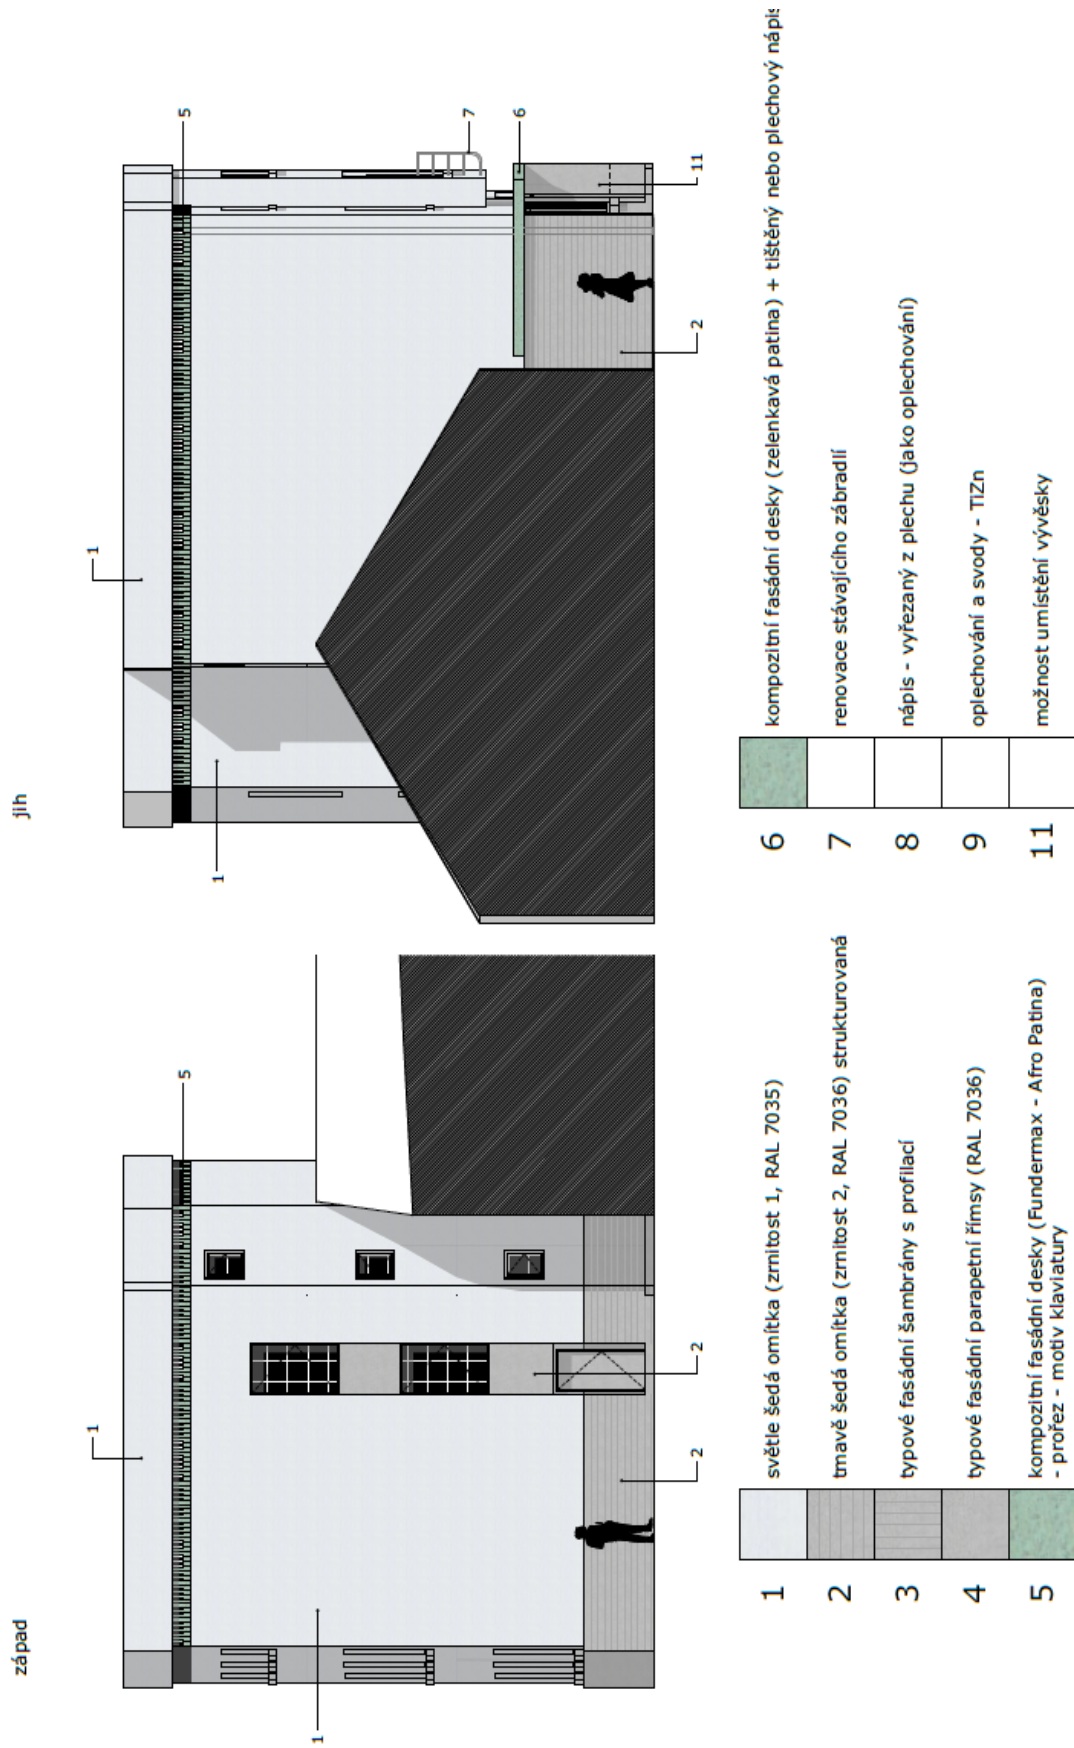 západ
1
5
1
2
2
jih
1
5
7
6
11
2
1
1 světle šedá omítka (zrnitost 1, RAL 7035)
2 tmavě šedá omítka (zrnitost 2, RAL 7036) strukturovaná
3 typové fasádní šambrány s profilací
4 typové fasádní parapetní římsy (RAL 7036)
5 kompozitní fasádní desky (Fundermax - Afro Patina)
- prořez - motiv klaviatury
6 kompozitní fasádní desky (zelenkavá patina) + tištěný nebo plechový nápis
7 renovace stávajícího zábradlí
8 nápis - vyřezaný z plechu (jako oplechování)
9 oplechování a svody - TiZn
11 možnost umístění vývěsky